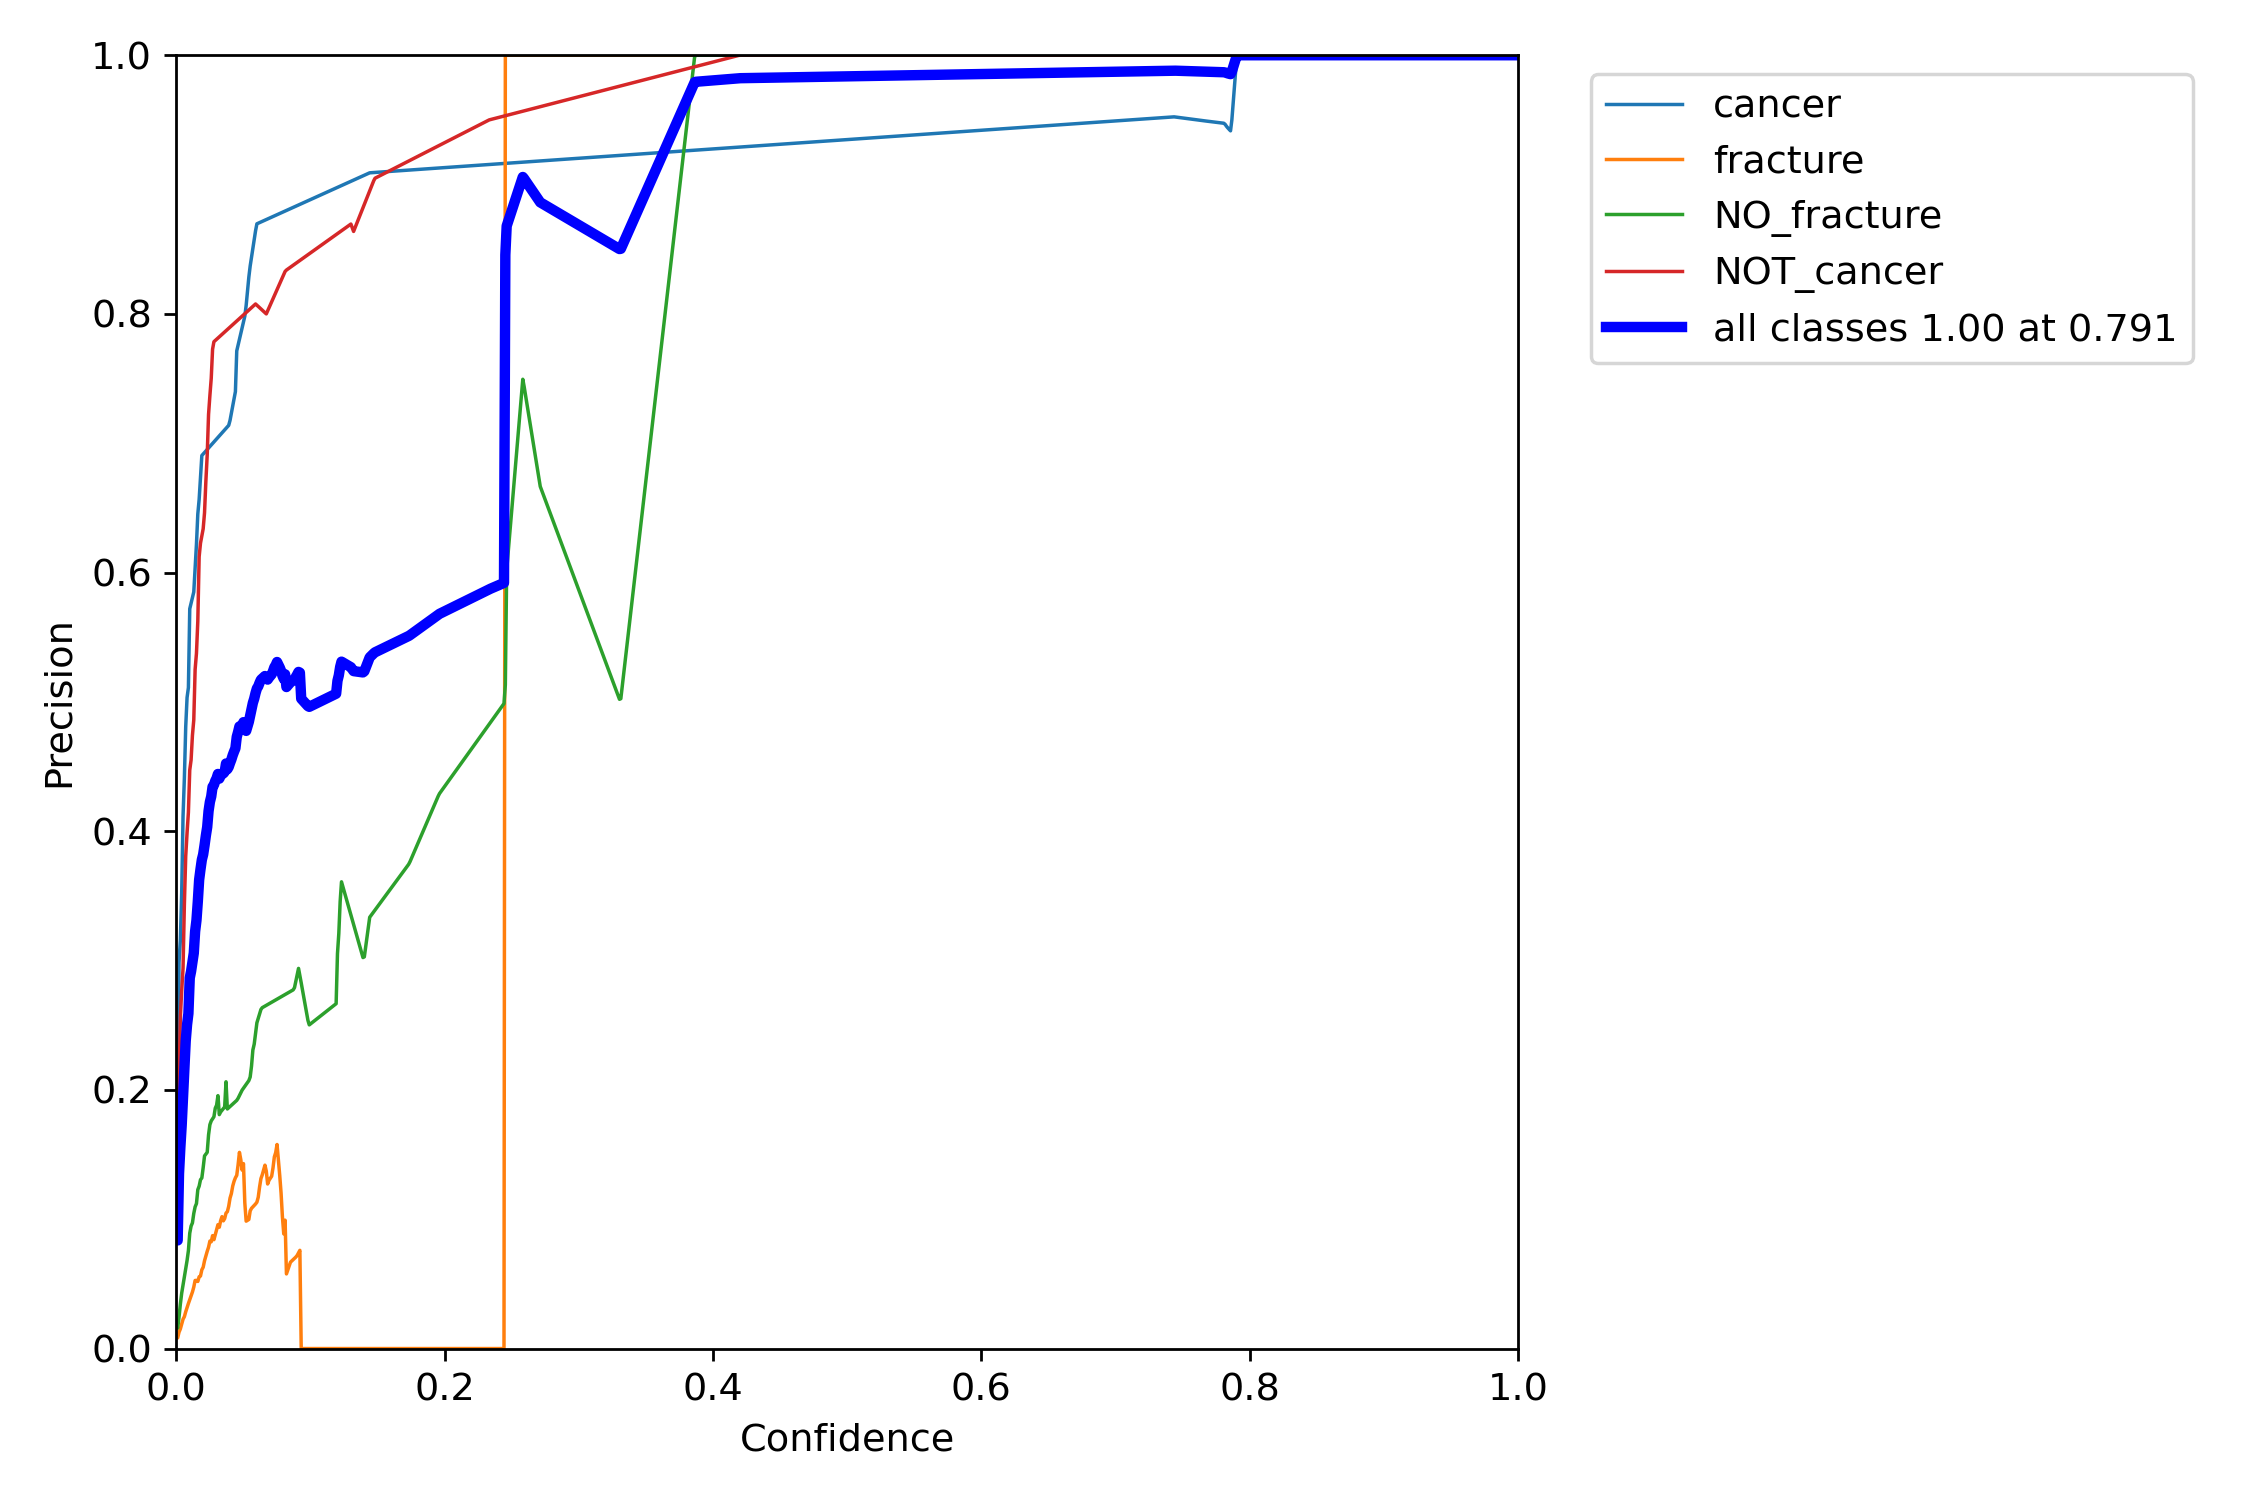 1.0
0.8
0.6
0.4
0.2
0.0
Precision
0.0 0.2 0.4 0.6 0.8 1.0
Confidence
cancer
fracture
NO_fracture
NOT_cancer
all classes 1.00 at 0.791